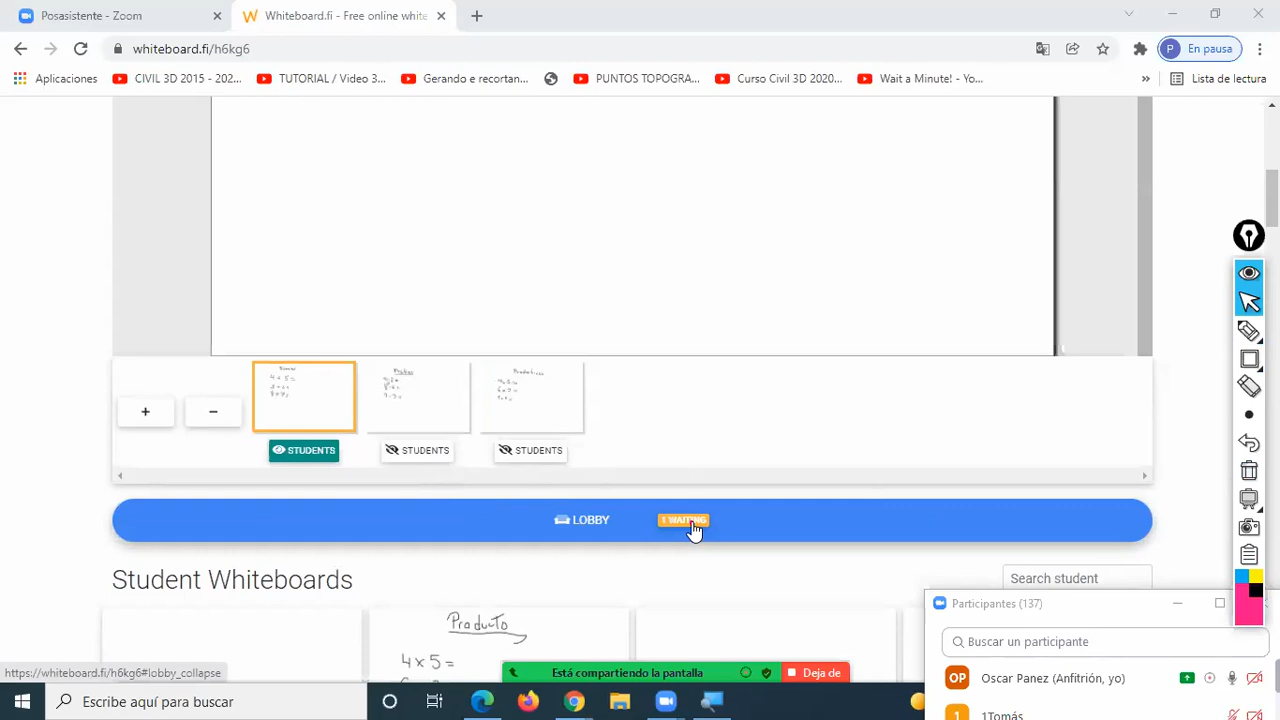 Posasistente - Zoom
Whiteboard.fi - Free online white
whiteboard.fi/h6kg6
P En pausa
Aplicaciones
CIVIL 3D 2015 - 202...
TUTORIAL / Video 3...
Gerando e recortan...
PUNTOS TOPOGRA...
Curso Civil 3D 2020...
Wait a Minute! - Yo...
»
Lista de lectura
+
−
STUDENTS
STUDENTS
STUDENTS
LOBBY
1 WAITING
Student Whiteboards
Search student
Producto
4 x 5 =
Participantes (137)
Buscar un participante
OP Oscar Panez (Anfitrión, yo)
1 1Tomás
https://whiteboard.fi/h6kg6#lobby_collapse
Está compartiendo la pantalla
Deja de
Escribe aquí para buscar